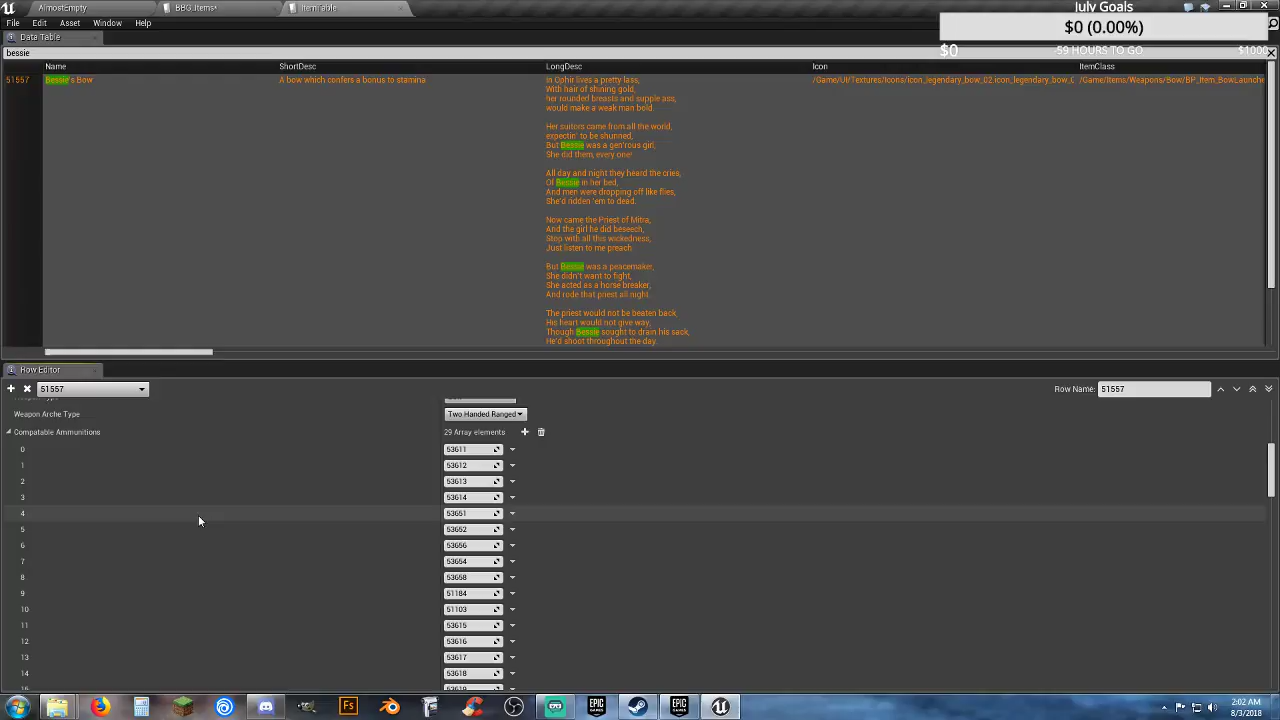 AlmostEmpty
BBG.Items*
ItemTable
July Goals
File Edit Asset Window Help
$0 (0.00%)
Data Table
$0 -59 HOURS TO GO $1000
bessie
Name ShortDesc LongDesc Icon ItemClass
51557 Bessie's Bow A bow which confers a bonus to stamina In Ophir lives a pretty lass, /Game/UI/Textures/Icons/icon_legendary_bow_02.icon_legendary_bow_0 /Game/Items/Weapons/Bow/BP_Item_BowLaunche
With hair of shining gold,
her rounded breasts and supple ass,
would make a weak man bold.
Her suitors came from all the world,
expectin' to be shunned,
But Bessie was a gen'rous girl,
She did them, every one!
All day and night they heard the cries,
Of Bessie in her bed,
And men were dropping off like flies,
She'd ridden 'em to dead.
Now came the Priest of Mitra,
And the girl he did beseech,
Stop with all this wickedness,
Just listen to me preach
But Bessie was a peacemaker,
She didn't want to fight,
She acted as a horse breaker,
And rode that priest all night.
The priest would not be beaten back,
His heart would not give way,
Though Bessie sought to drain his sack,
He'd shoot throughout the day.
Row Editor
51557 Row Name: 51557
Weapon Arche Type Two Handed Ranged
Compatable Ammunitions 29 Array elements
0 53611
1 53612
2 53613
3 53614
4 53651
5 53652
6 53656
7 53654
8 53658
9 51184
10 51103
11 53615
12 53616
13 53617
14 53618
2:02 AM
8/9/2018